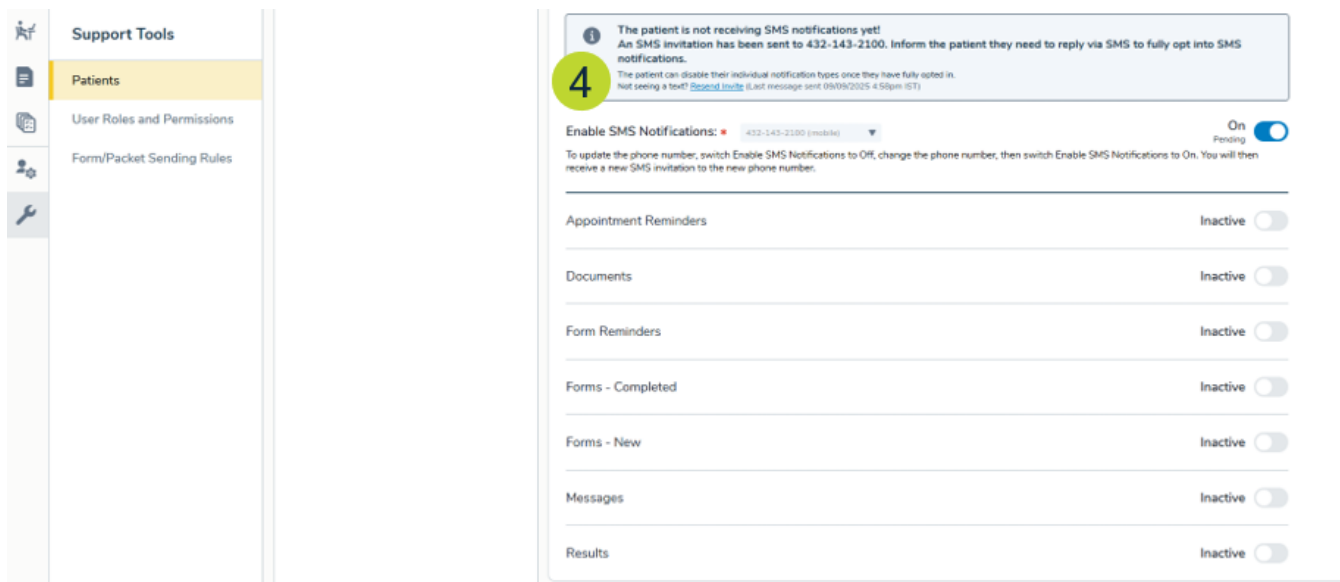 Support Tools
Patients
User Roles and Permissions
Form/Packet Sending Rules
The patient is not receiving SMS notifications yet!
An SMS invitation has been sent to 432-143-2100. Inform the patient they need to reply via SMS to fully opt into SMS
notifications.
4
The patient can disable their individual notification types once they have fully opted in.
Not seeing a text? Resend Invite (Last message sent 09/09/2025 4:58pm IST)
Enable SMS Notifications: * 432-143-2100 (mobile) On
Pending
To update the phone number, switch Enable SMS Notifications to Off, change the phone number, then switch Enable SMS Notifications to On. You will then
receive a new SMS invitation to the new phone number.
Appointment Reminders Inactive
Documents Inactive
Form Reminders Inactive
Forms - Completed Inactive
Forms - New Inactive
Messages Inactive
Results Inactive